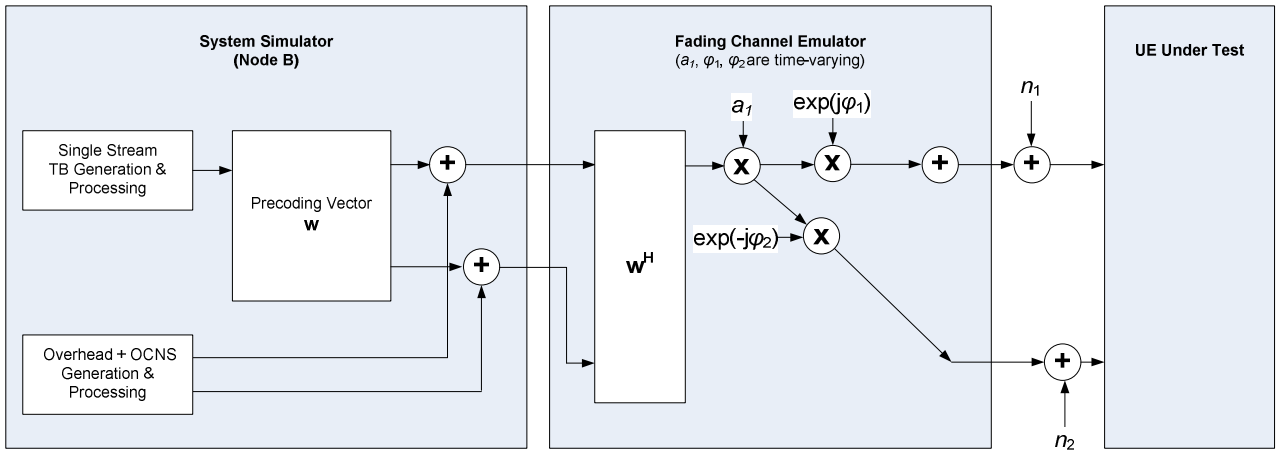 System Simulator
(Node B)
Single Stream
TB Generation &
Processing
Precoding Vector
w
+
+
Overhead + OCNS
Generation &
Processing
Fading Channel Emulator
(a₁, φ₁, φ₂ are time-varying)
wᴴ
a₁
exp(jφ₁)
x
x
+
exp(-jφ₂)
x
n₁
+
+
n₂
UE Under Test